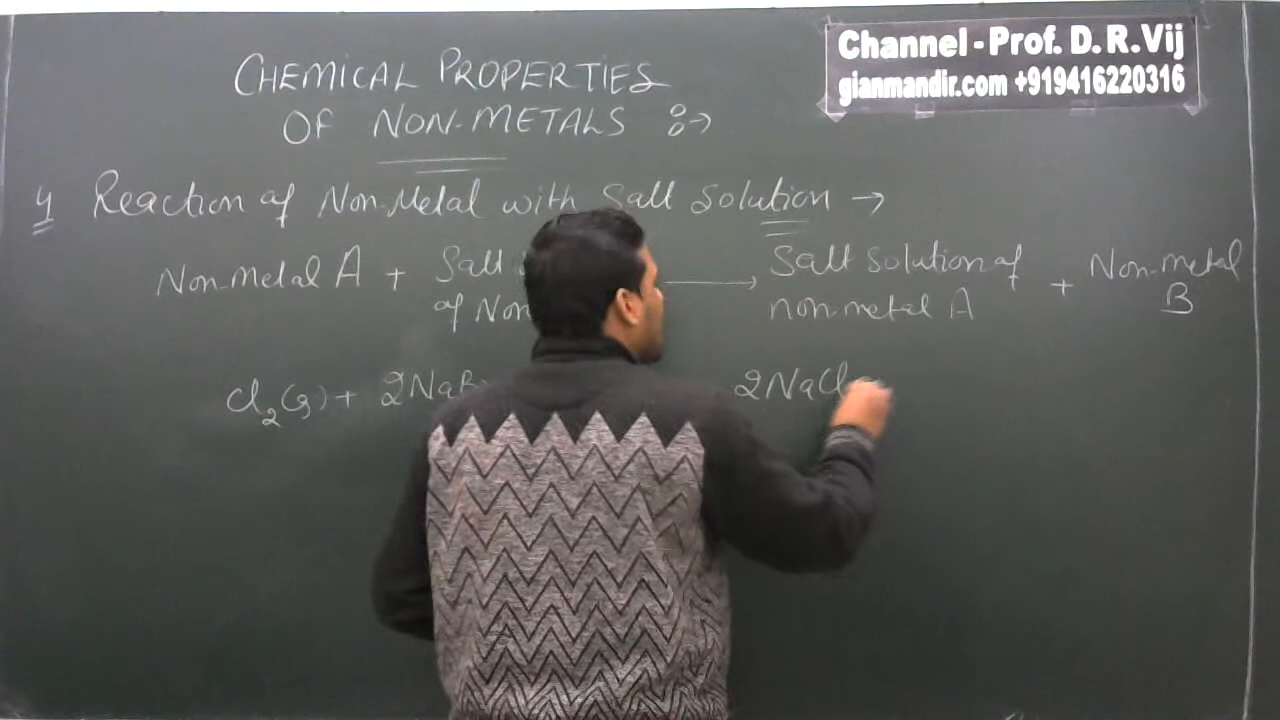 Channel - Prof. D. R. Vij
gianmandir.com +919416220316
CHEMICAL PROPERTIES
OF NON-METALS :->
4 Reaction of Non-Metal with Salt Solution →
Non-Metal A + Salt → Salt solution of + Non-metal
of Non non-metal A B
Cl₂(g) + 2NaB 2NaCl